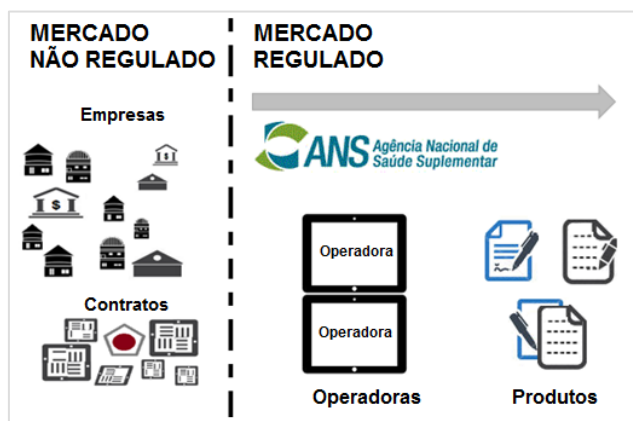 MERCADO
NÃO REGULADO
Empresas
$
$
Contratos
MERCADO
REGULADO
ANS Agência Nacional de
Saúde Suplementar
Operadora
Operadora
Operadoras
Produtos